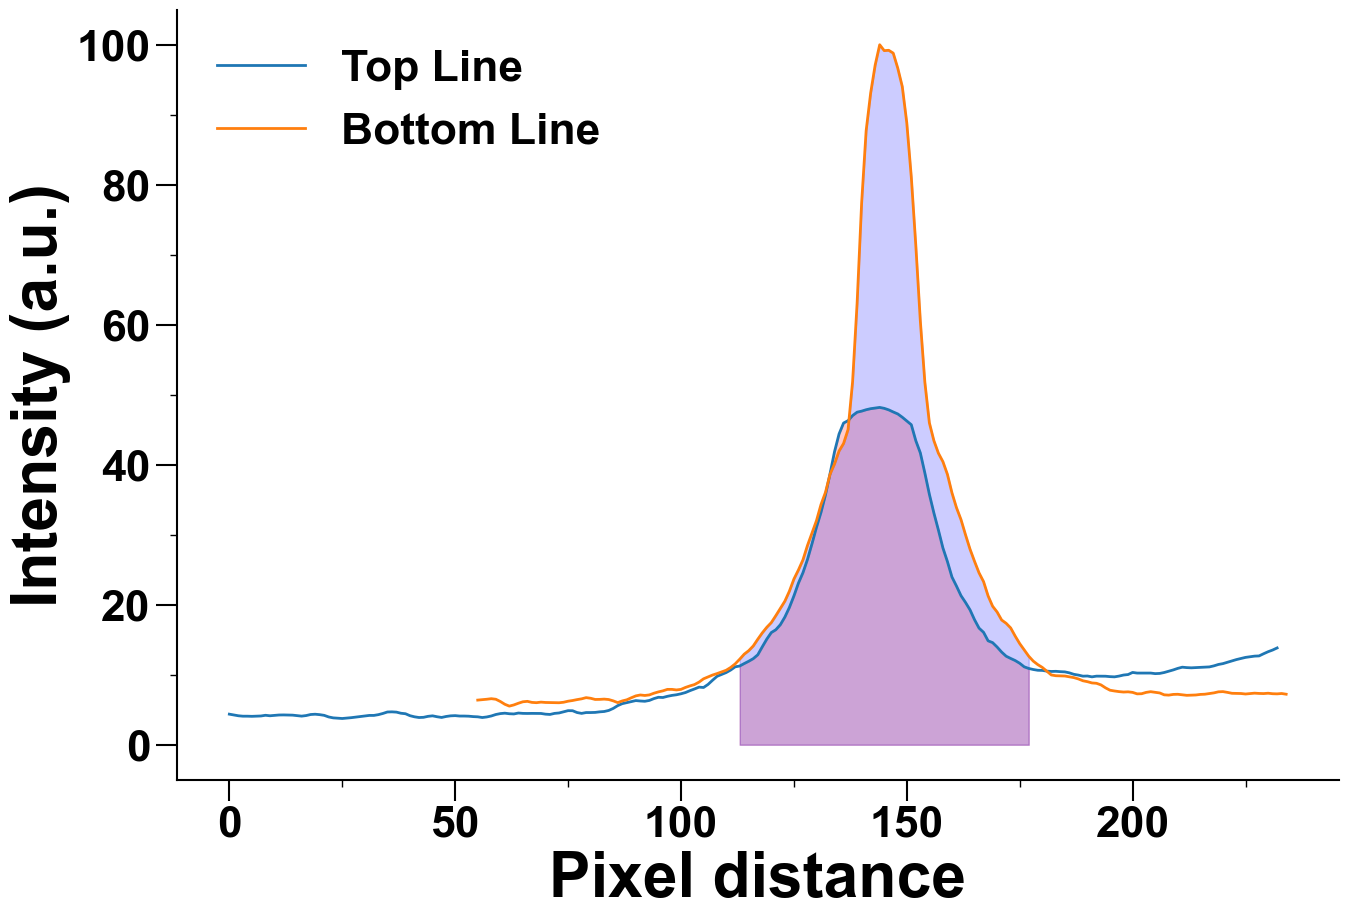 Top Line
Bottom Line
Intensity (a.u.)
100
80
60
40
20
0
0 50 100 150 200
Pixel distance